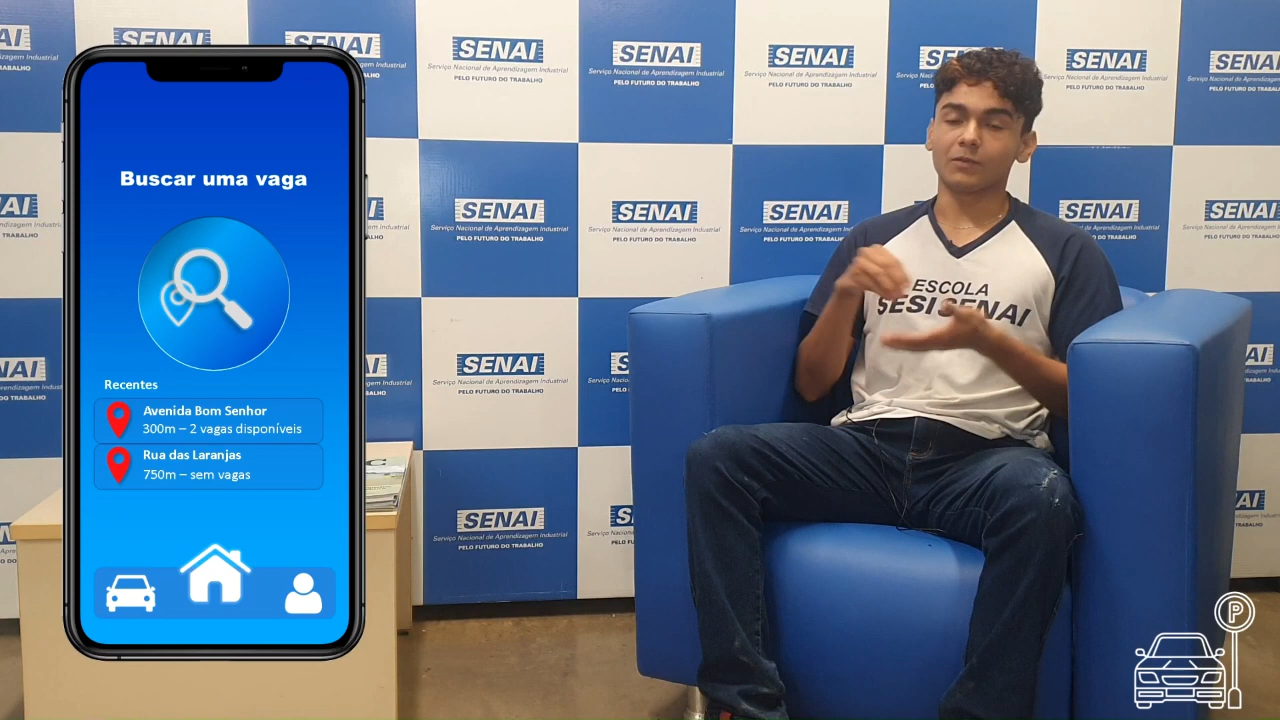 Buscar uma vaga
Recentes
Avenida Bom Senhor
300m – 2 vagas disponíveis
Rua das Laranjas
750m – sem vagas
SENAI
Serviço Nacional de Aprendizagem Industrial
PELO FUTURO DO TRABALHO
ESCOLA
SESI SENAI
P